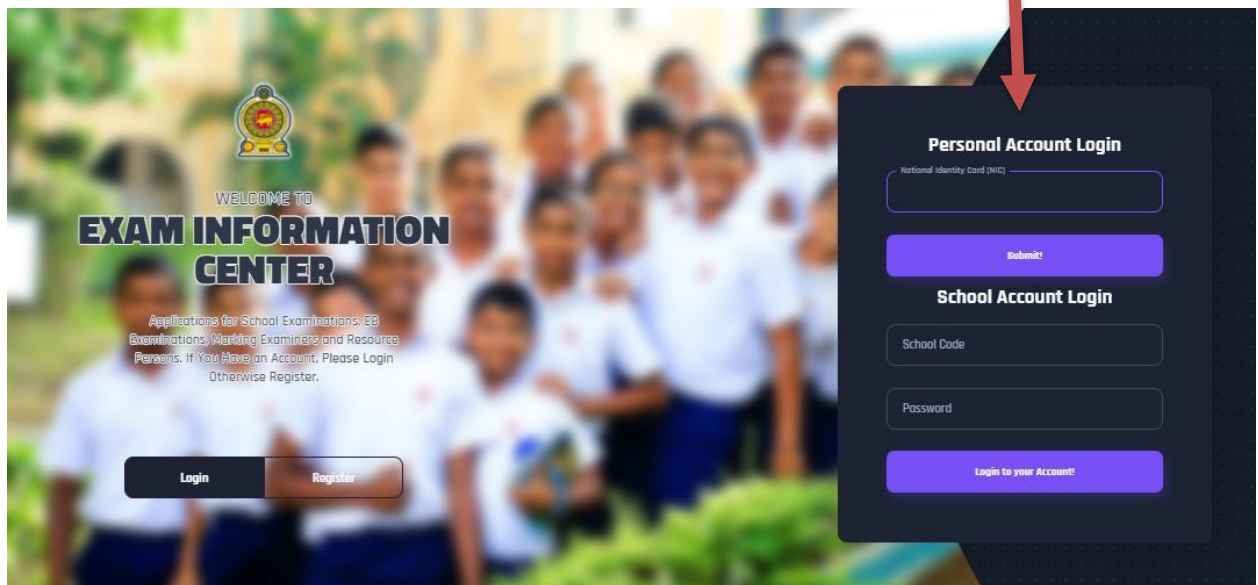 WELCOME TO
EXAM INFORMATION
CENTER
Applications for School Examinations, EB
Examinations, Marking Examiners and Resource
Persons. If You Have an Account, Please Login
Otherwise Register.
Login
Register
Personal Account Login
National Identity Card (NIC)
Submit!
School Account Login
School Code
Password
Login to your Account!